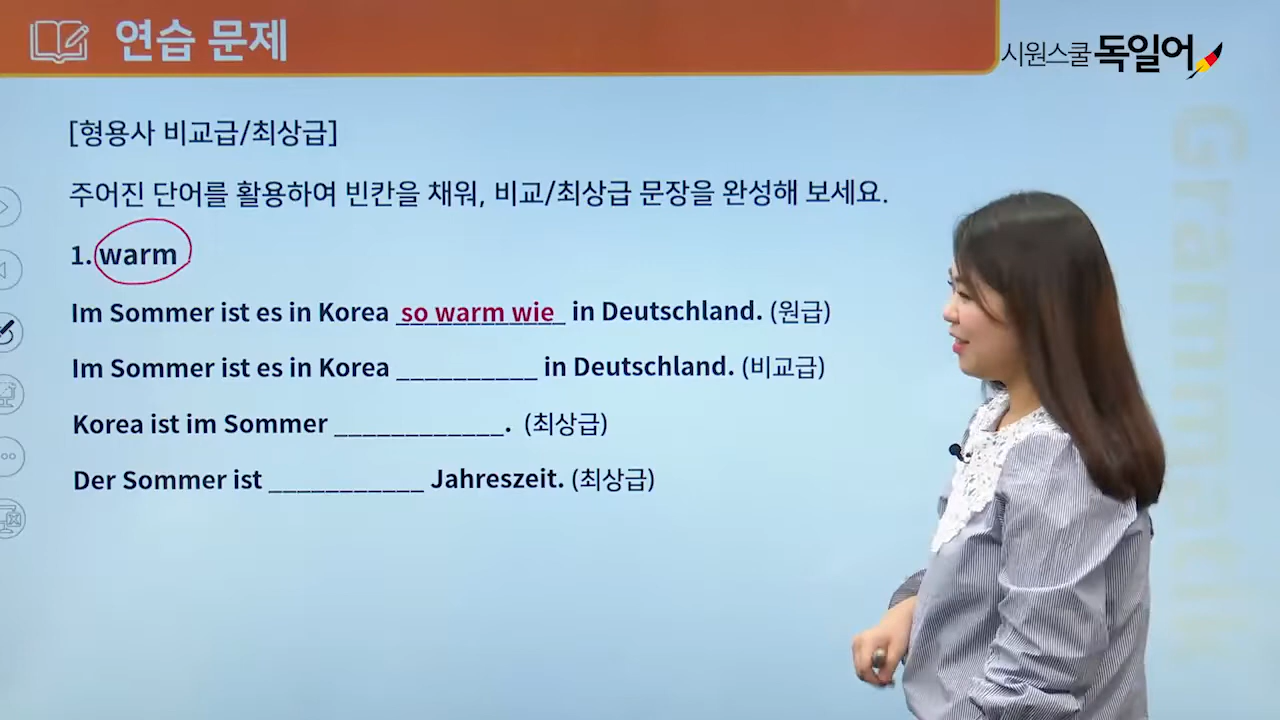 연습 문제
시원스쿨 독일어
[형용사 비교급/최상급]
주어진 단어를 활용하여 빈칸을 채워, 비교/최상급 문장을 완성해 보세요.
1. warm
Im Sommer ist es in Korea so warm wie in Deutschland. (원급)
Im Sommer ist es in Korea __________ in Deutschland. (비교급)
Korea ist im Sommer ____________. (최상급)
Der Sommer ist ___________ Jahreszeit. (최상급)
Grammatik